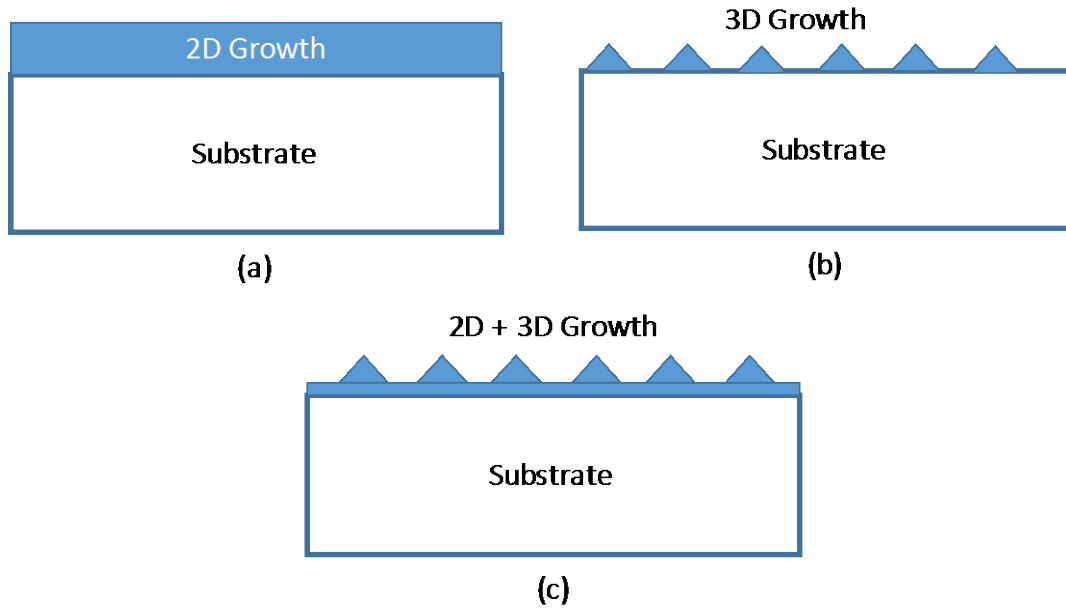 2D Growth
Substrate
(a)
3D Growth
Substrate
(b)
2D + 3D Growth
Substrate
(c)